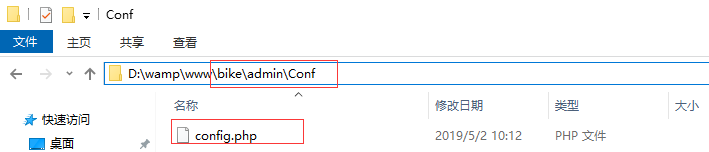 Conf
文件 主页 共享 查看
D:\wamp\www\bike\admin\Conf
名称 修改日期 类型 大小
快速访问
config.php 2019/5/2 10:12 PHP 文件
桌面